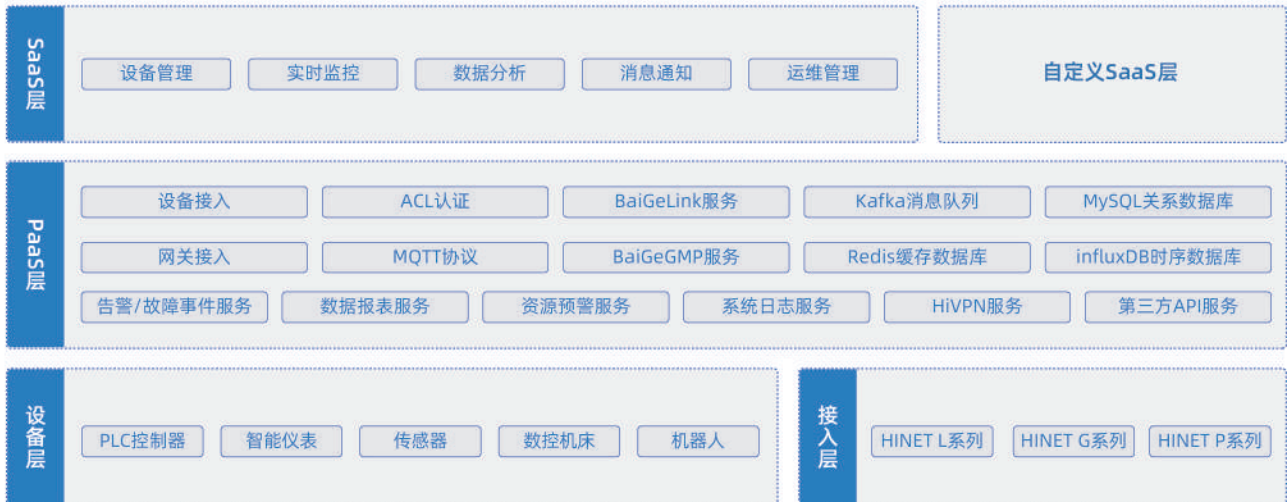 SaaS层
设备管理
实时监控
数据分析
消息通知
运维管理
自定义SaaS层
PaaS层
设备接入
ACL认证
BaiGeLink服务
Kafka消息队列
MySQL关系数据库
网关接入
MQTT协议
BaiGeGMP服务
Redis缓存数据库
influxDB时序数据库
告警/故障事件服务
数据报表服务
资源预警服务
系统日志服务
HiVPN服务
第三方API服务
设备层
PLC控制器
智能仪表
传感器
数控机床
机器人
接入层
HINET L系列
HINET G系列
HINET P系列